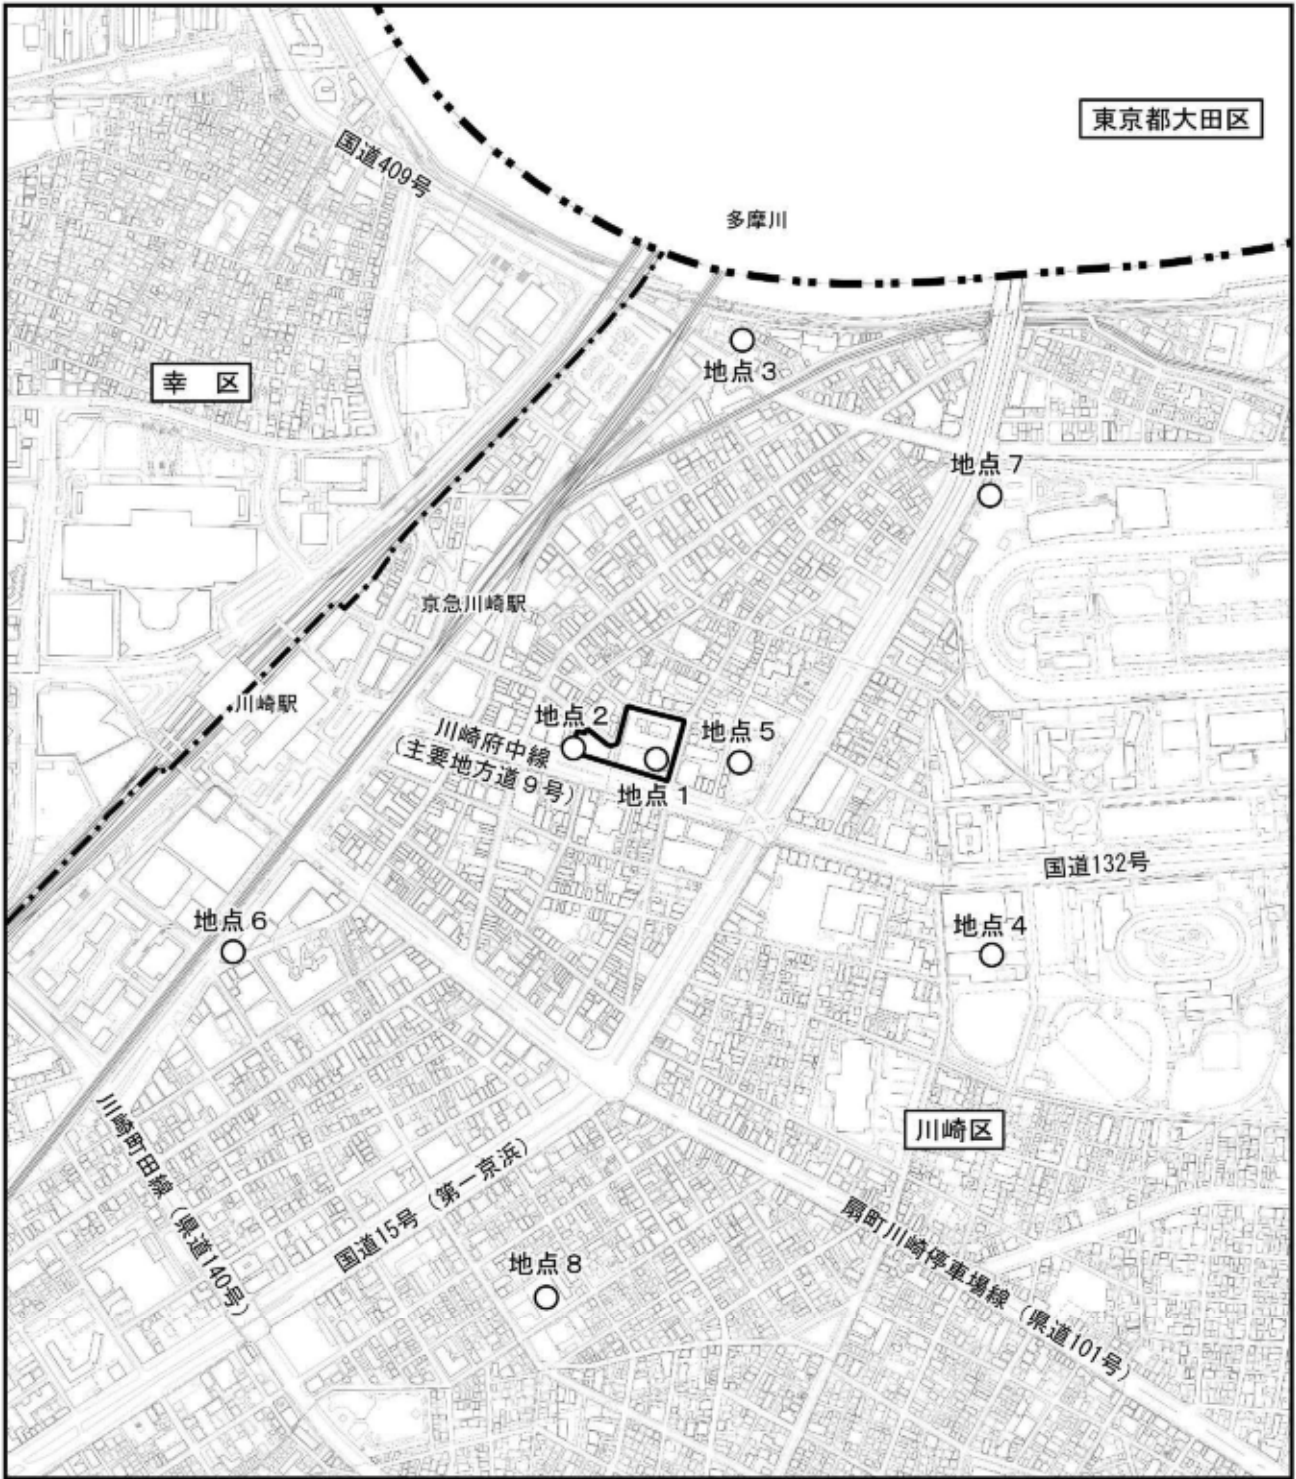 東京都大田区
国道409号
多摩川
地点3
幸 区
地点7
京急川崎駅
川崎駅
地点2
地点5
川崎府中線
(主要地方道9号)
地点1
国道132号
地点6
地点4
川崎区
川崎町田線(県道140号)
国道15号(第一京浜)
扇町川崎停車場線(県道101号)
地点8